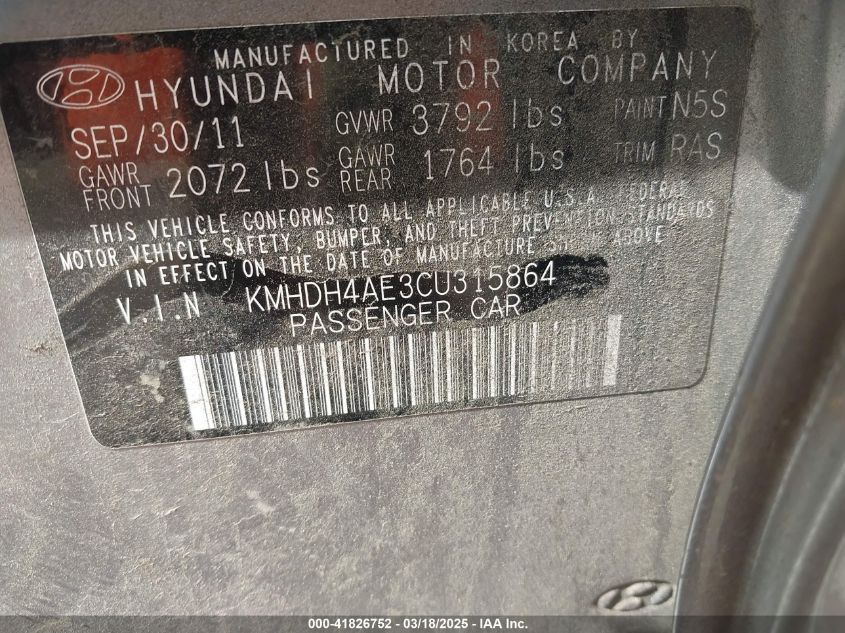 MANUFACTURED IN KOREA BY
HYUNDAI MOTOR COMPANY
SEP/30/11 GVWR 3792 lbs PAINT N5S
GAWR FRONT 2072 lbs GAWR REAR 1764 lbs TRIM RAS
THIS VEHICLE CONFORMS TO ALL APPLICABLE U.S.A. FEDERAL
MOTOR VEHICLE SAFETY, BUMPER, AND THEFT PREVENTION STANDARDS
IN EFFECT ON THE DATE OF MANUFACTURE ABOVE
V.I.N KMHDH4AE3CU315864
PASSENGER CAR
000-41826752 - 03/18/2025 - IAA Inc.